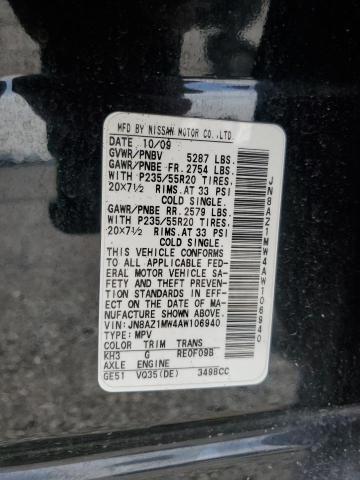 MFD BY NISSAN MOTOR CO.,LTD.
DATE 10/09
GVWR/PNBV 5287 LBS.
GAWR/PNBE FR. 2754 LBS.
WITH P235/55R20 TIRES.
20×7½ RIMS. AT 33 PSI
COLD SINGLE.
GAWR/PNBE RR. 2579 LBS.
WITH P235/55R20 TIRES.
20×7½ RIMS. AT 33 PSI
COLD SINGLE.
THIS VEHICLE CONFORMS
TO ALL APPLICABLE FED-
ERAL MOTOR VEHICLE SA-
FETY AND THEFT PREVEN-
TION STANDARDS IN EFF-
ECT ON THE DATE OF MA-
NUFACTURE SHOWN ABOVE.
VIN: JN8AZ1MW4AW106940
TYPE: MPV
COLOR TRIM TRANS
KH3 G RE0F09B
AXLE ENGINE
GE51 VQ35(DE) 3498CC
JN8AZ1MW4AW106940